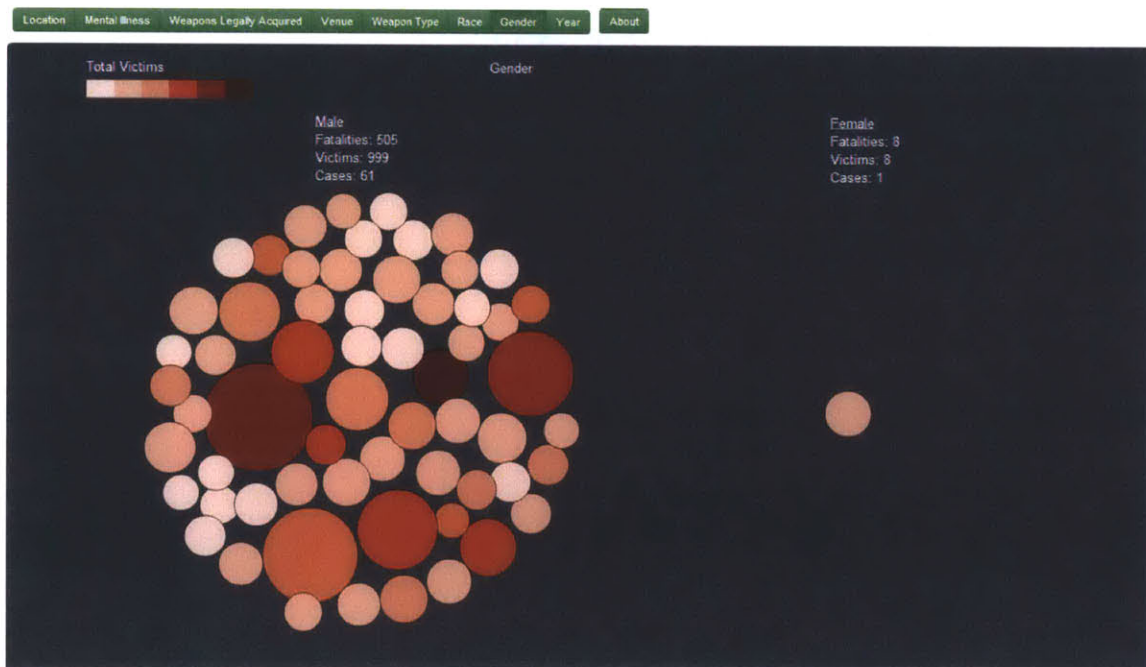 Location Mental Illness Weapons Legally Acquired Venue Weapon Type Race Gender Year About
Total Victims
Gender
Male
Fatalities: 505
Victims: 999
Cases: 61
Female
Fatalities: 8
Victims: 8
Cases: 1